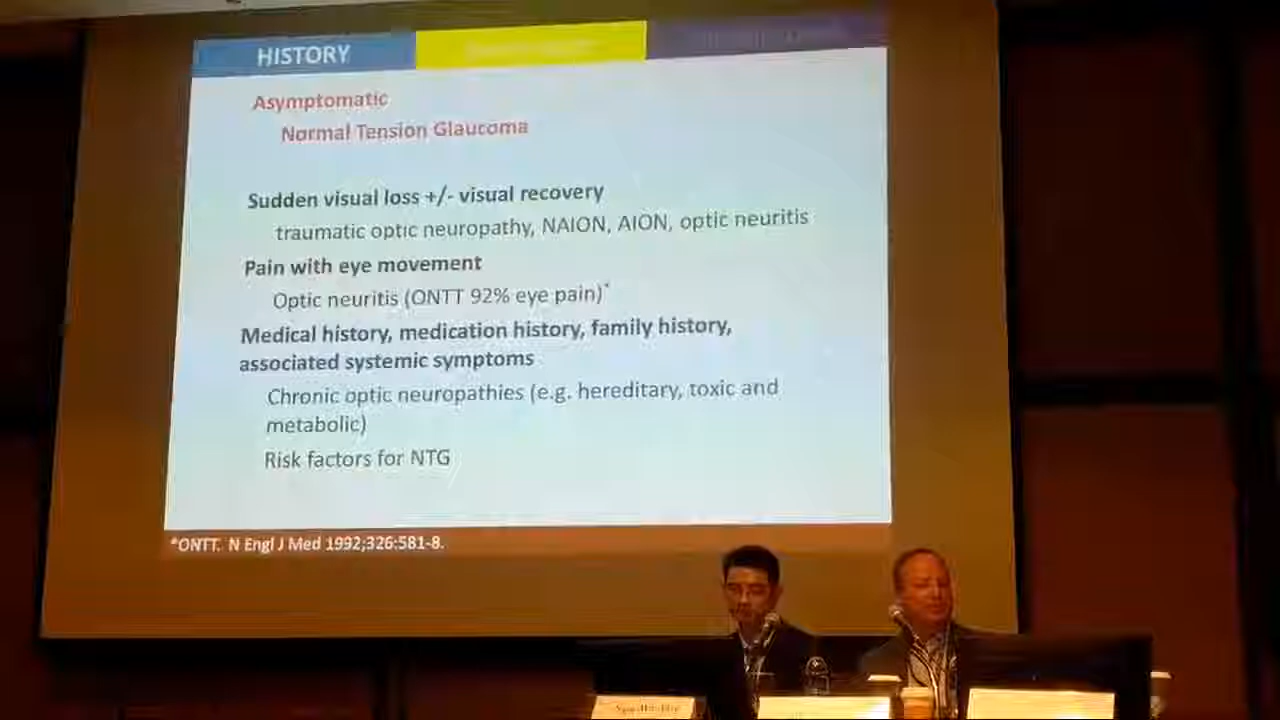 HISTORY
Asymptomatic
Normal Tension Glaucoma
Sudden visual loss +/- visual recovery
traumatic optic neuropathy, NAION, AION, optic neuritis
Pain with eye movement
Optic neuritis (ONTT 92% eye pain)*
Medical history, medication history, family history,
associated systemic symptoms
Chronic optic neuropathies (e.g. hereditary, toxic and
metabolic)
Risk factors for NTG
*ONTT. N Engl J Med 1992;326:581-8.